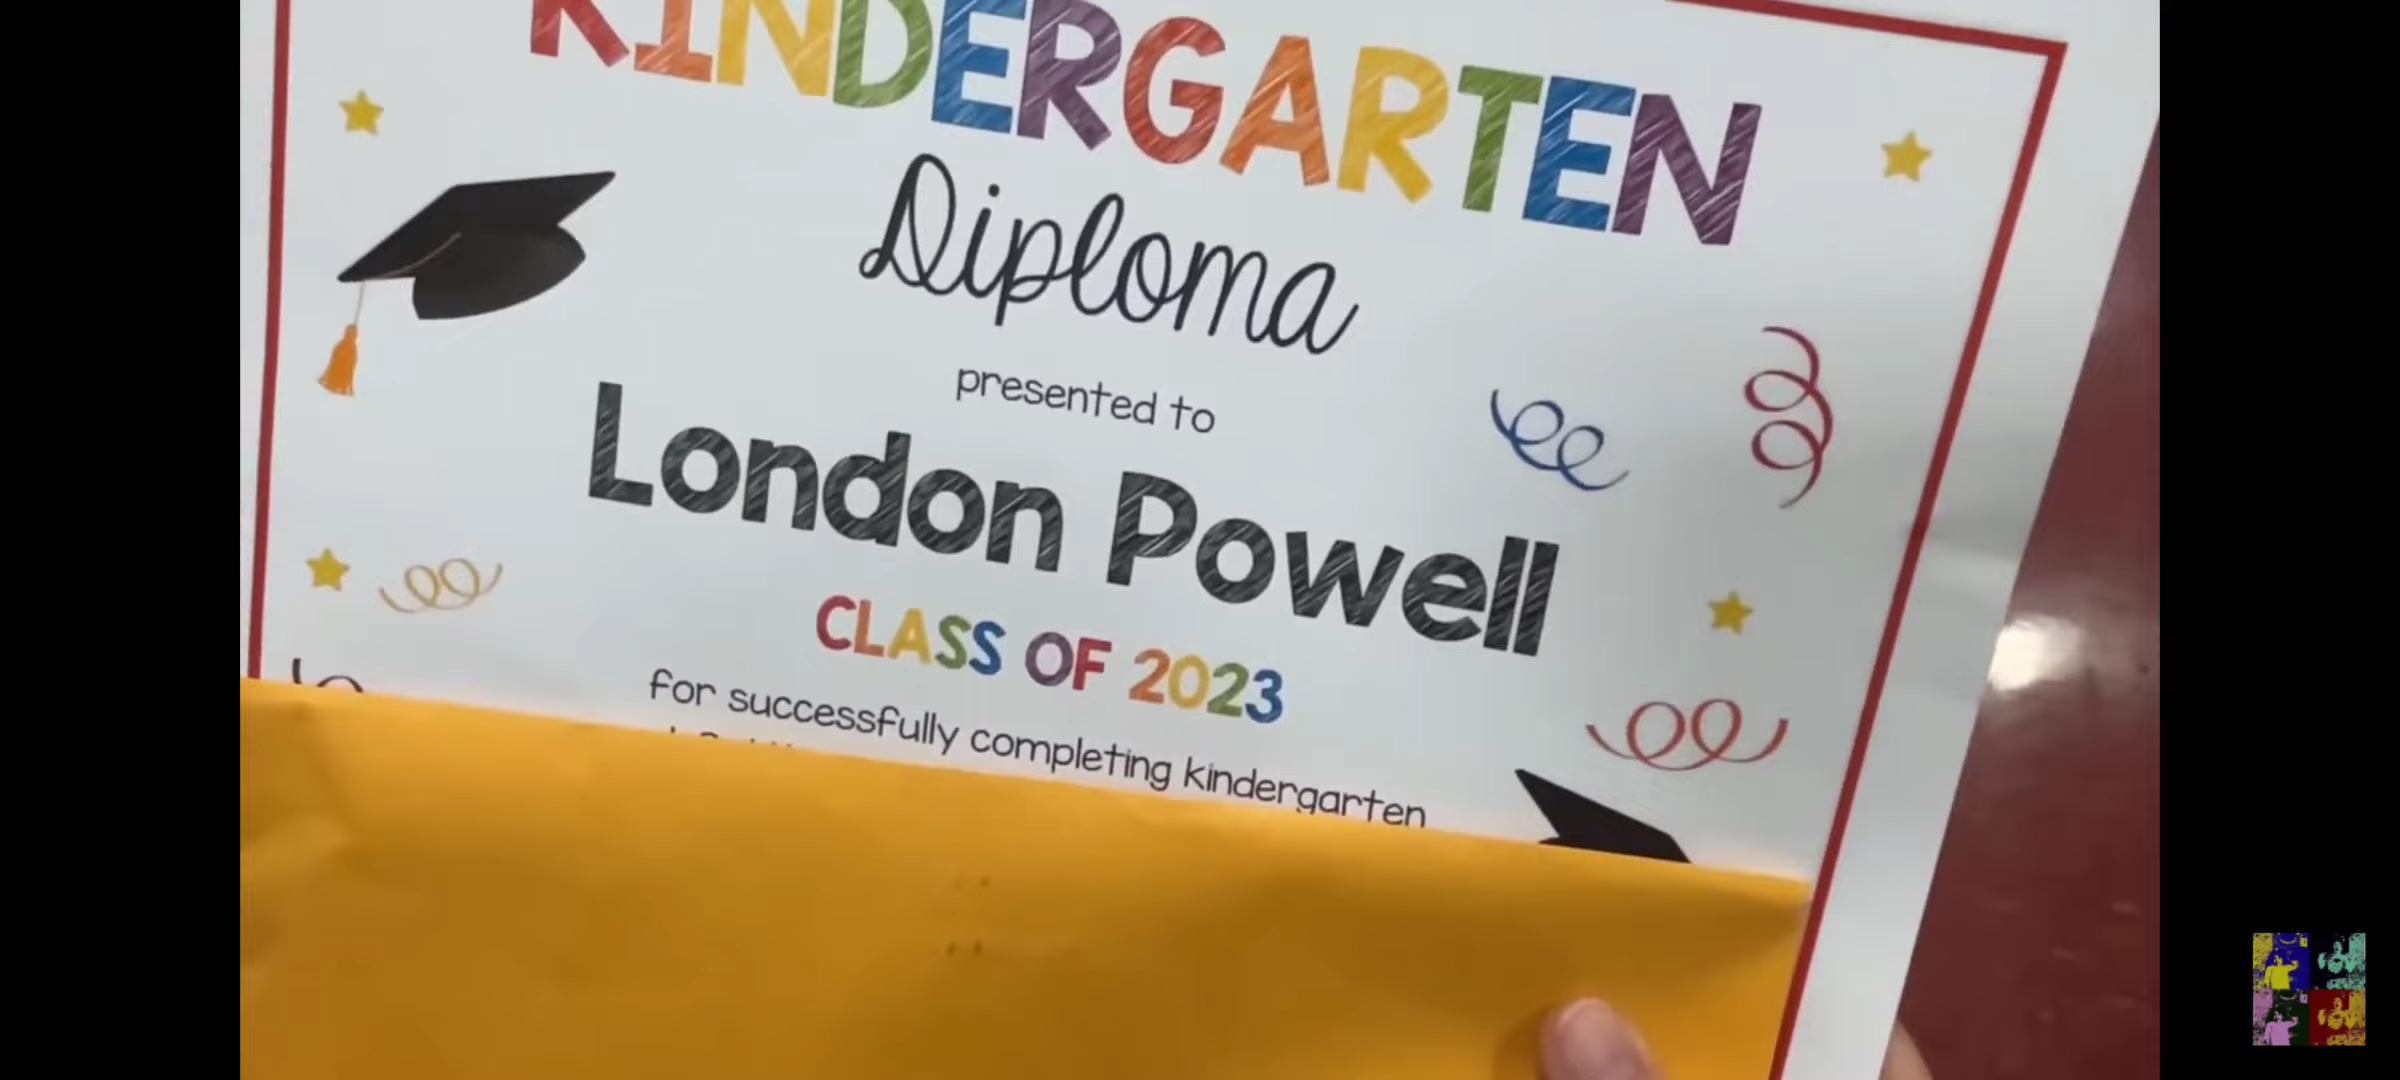 KINDERGARTEN
Diploma
presented to
London Powell
CLASS OF 2023
for successfully completing kindergarten